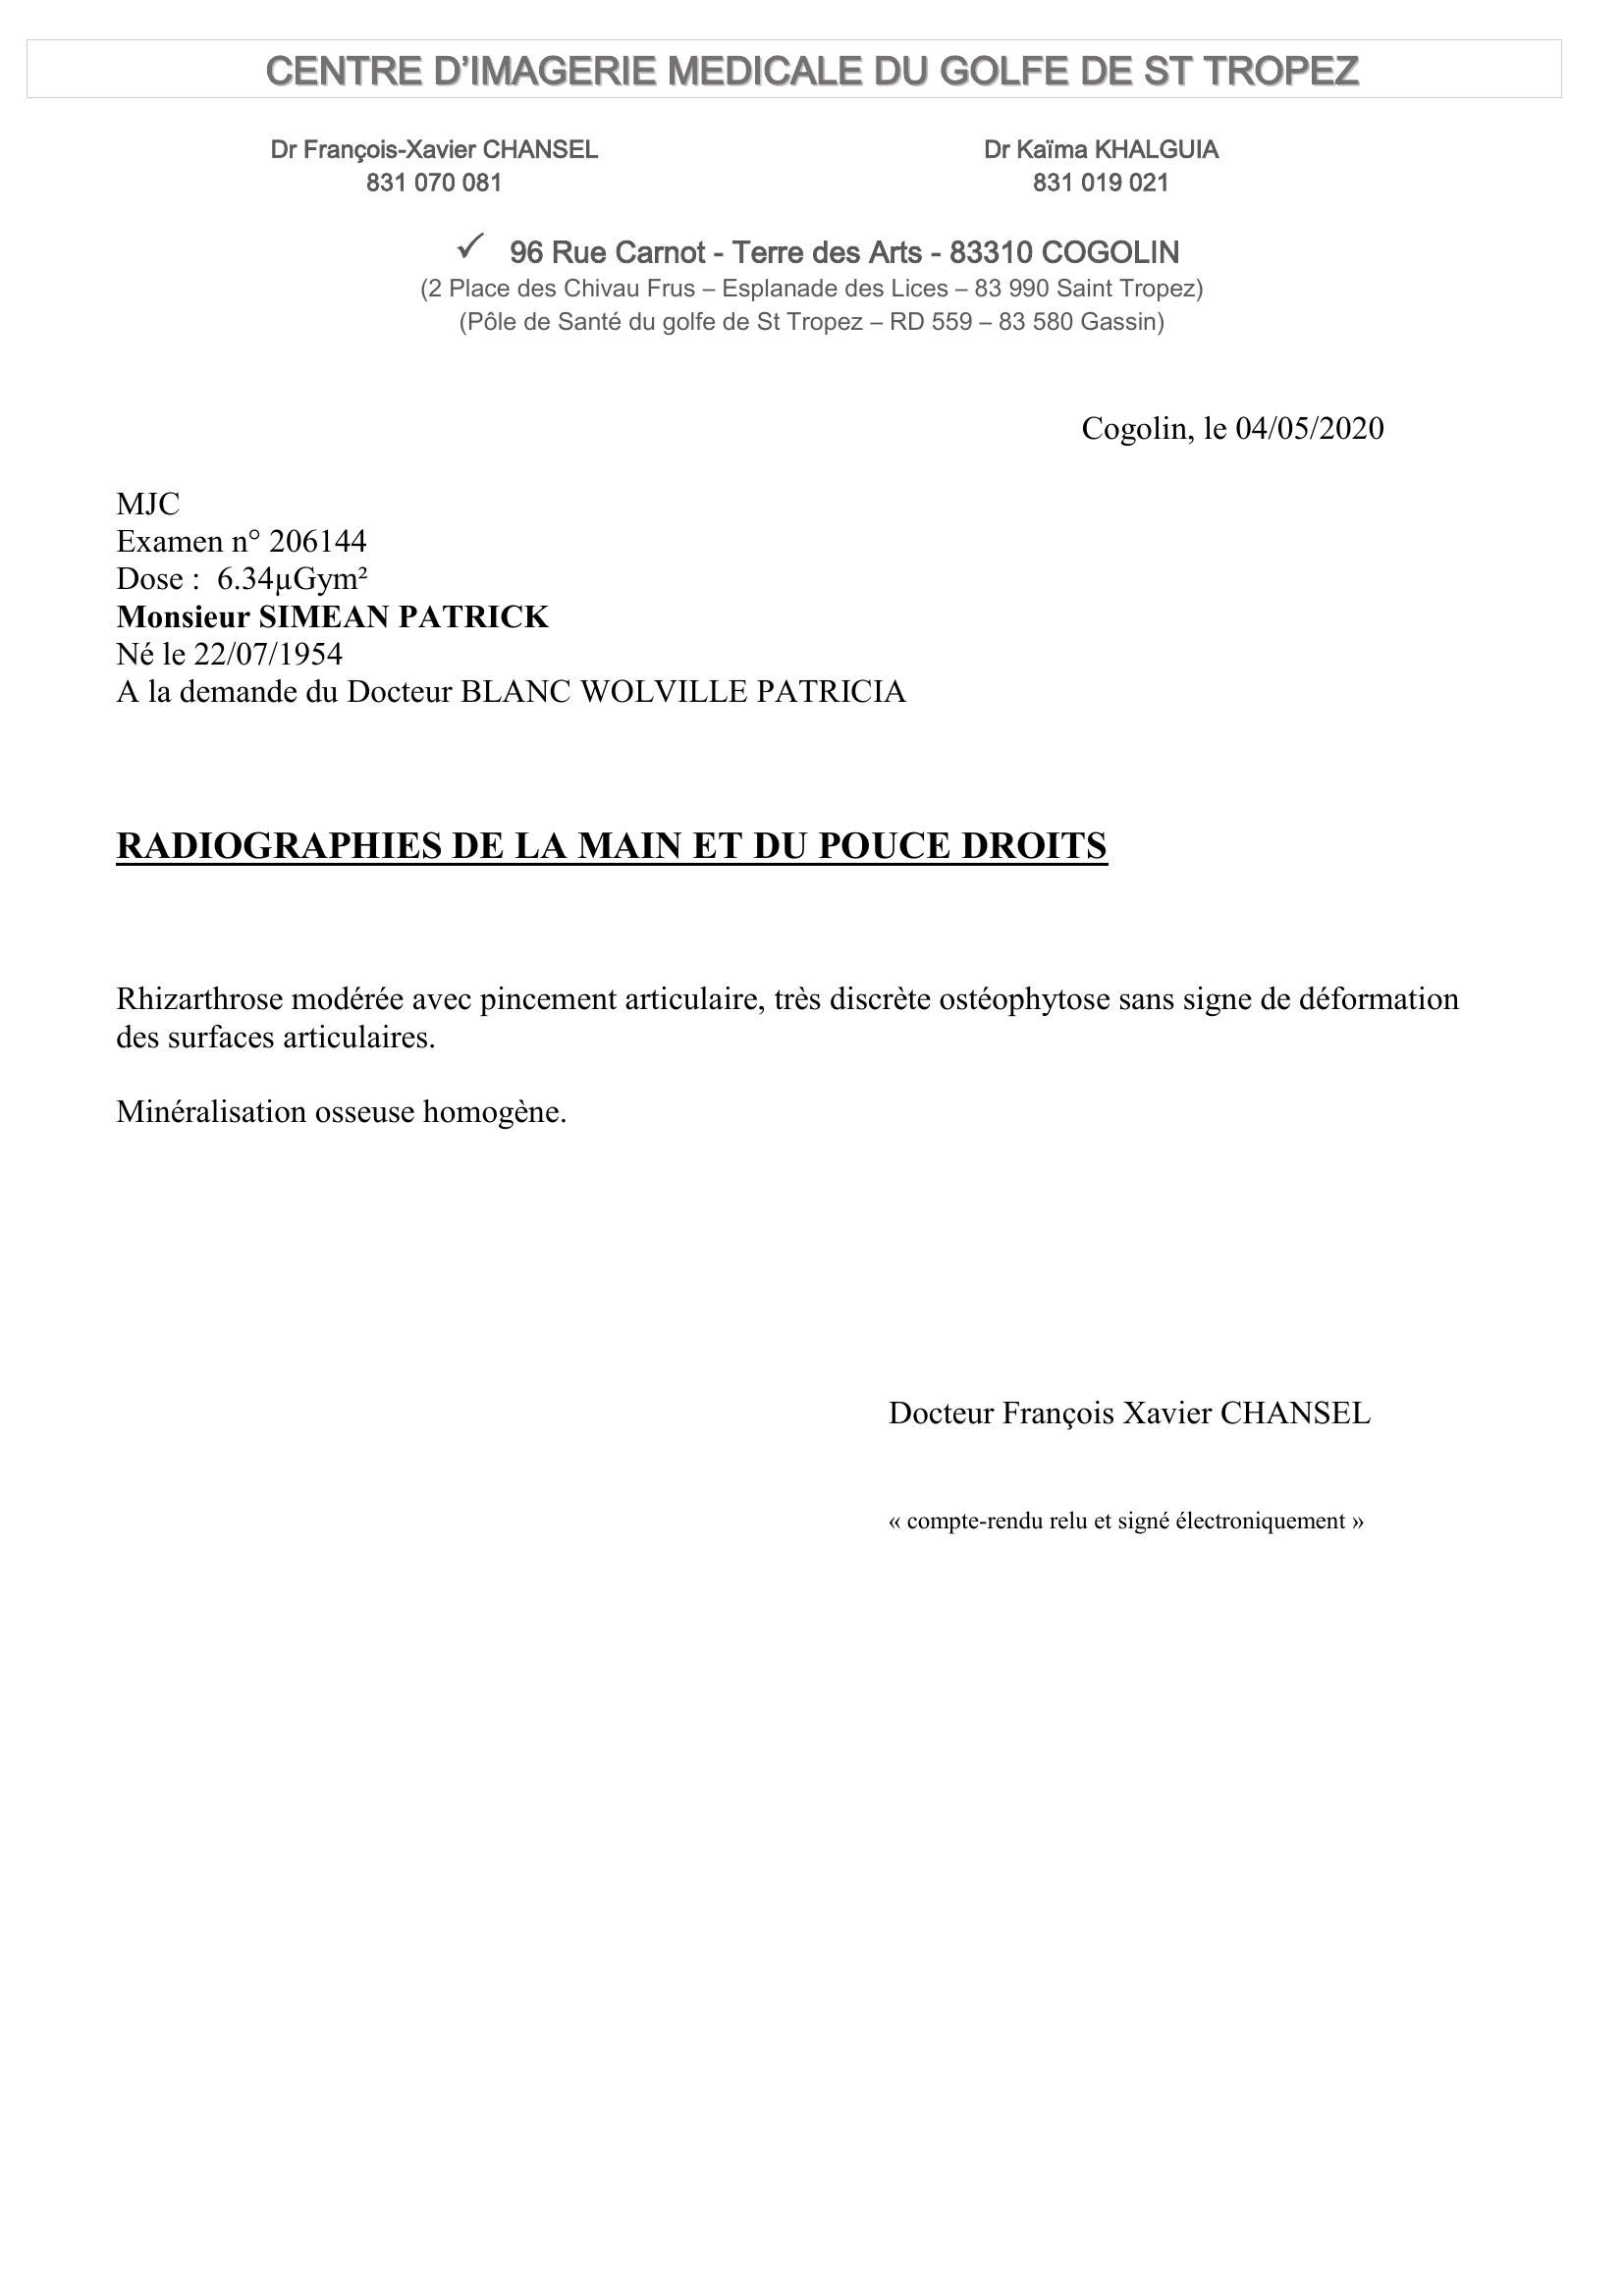 CENTRE D’IMAGERIE MEDICALE DU GOLFE DE ST TROPEZ
Dr François-Xavier CHANSEL
831 070 081
Dr Kaïma KHALGUIA
831 019 021
✓ 96 Rue Carnot - Terre des Arts - 83310 COGOLIN
(2 Place des Chivau Frus – Esplanade des Lices – 83 990 Saint Tropez)
(Pôle de Santé du golfe de St Tropez – RD 559 – 83 580 Gassin)
Cogolin, le 04/05/2020
MJC
Examen n° 206144
Dose : 6.34µGym²
Monsieur SIMEAN PATRICK
Né le 22/07/1954
A la demande du Docteur BLANC WOLVILLE PATRICIA
RADIOGRAPHIES DE LA MAIN ET DU POUCE DROITS
Rhizarthrose modérée avec pincement articulaire, très discrète ostéophytose sans signe de déformation
des surfaces articulaires.
Minéralisation osseuse homogène.
Docteur François Xavier CHANSEL
« compte-rendu relu et signé électroniquement »